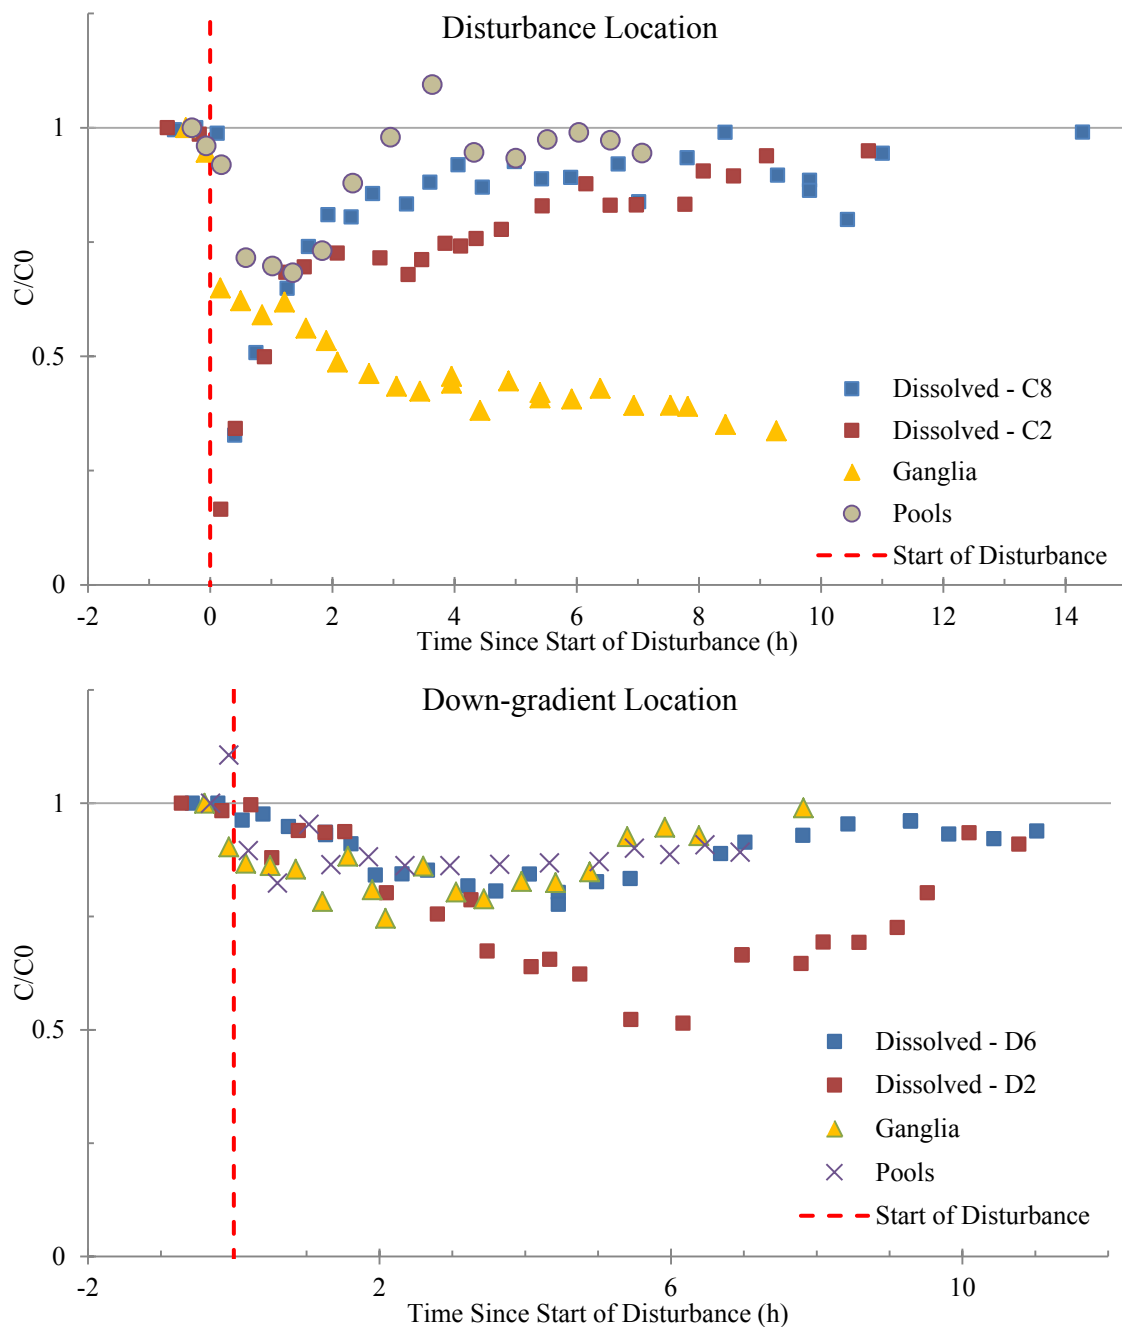 Disturbance Location
1
0.5
0
C/C0
Dissolved - C8
Dissolved - C2
Ganglia
Pools
Start of Disturbance
-2 0 2 4 6 8 10 12 14
Time Since Start of Disturbance (h)
Down-gradient Location
1
0.5
0
C/C0
Dissolved - D6
Dissolved - D2
Ganglia
Pools
Start of Disturbance
-2 2 6 10
Time Since Start of Disturbance (h)